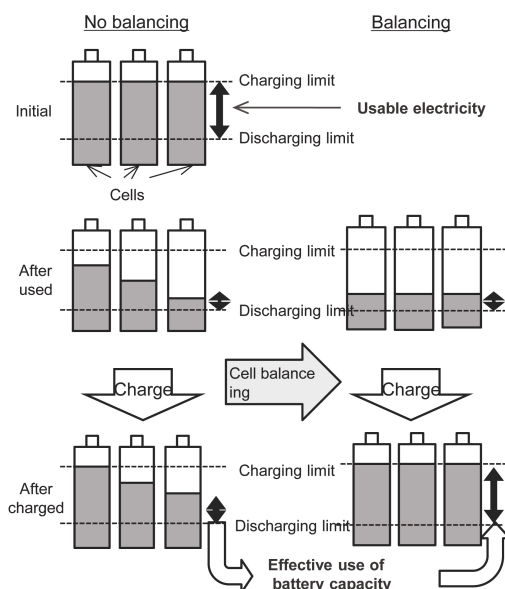 No balancing
Balancing
Charging limit
Initial
Usable electricity
Discharging limit
Cells
Charging limit
After
used
Discharging limit
Cell balance
ing
Charge
Charge
Charging limit
After
charged
Discharging limit
Effective use of
battery capacity